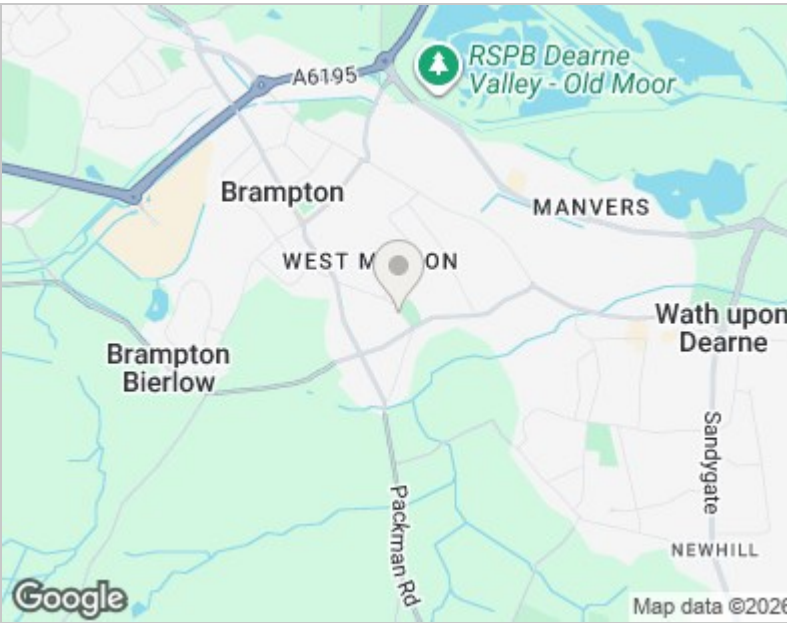 RSPB Dearne
Valley - Old Moor
A6195
Brampton
MANVERS
WEST M ON
Wath upon
Dearne
Brampton
Bierlow
Sandygate
Packman Rd
NEWHILL
Google
Map data ©2026